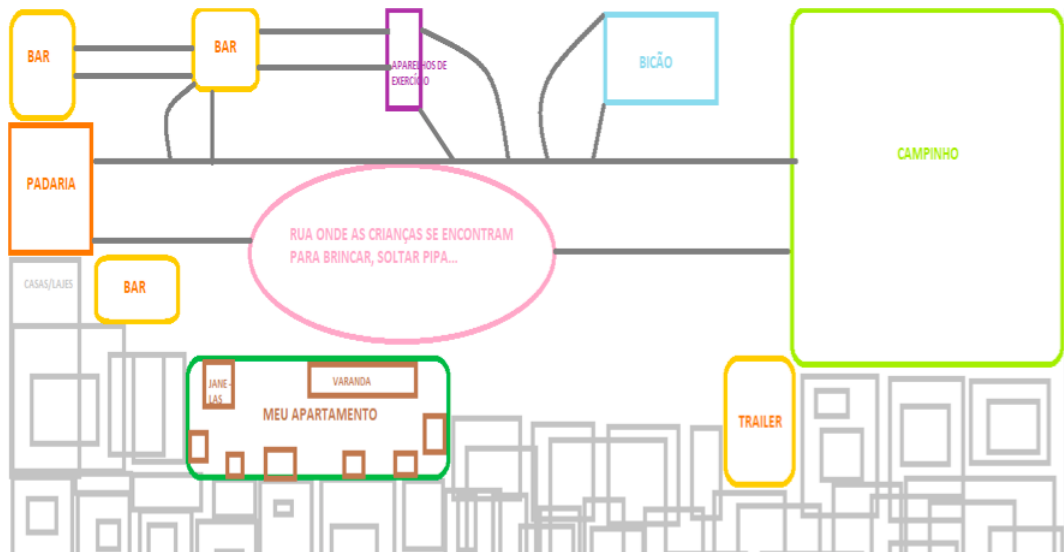 BAR
BAR
APARELHOS DE
EXERCÍCIO
BICÃO
CAMPINHO
PADARIA
RUA ONDE AS CRIANÇAS SE ENCONTRAM
PARA BRINCAR, SOLTAR PIPA...
CASAS/LAJES
BAR
JANE -
LAS
VARANDA
MEU APARTAMENTO
TRAILER